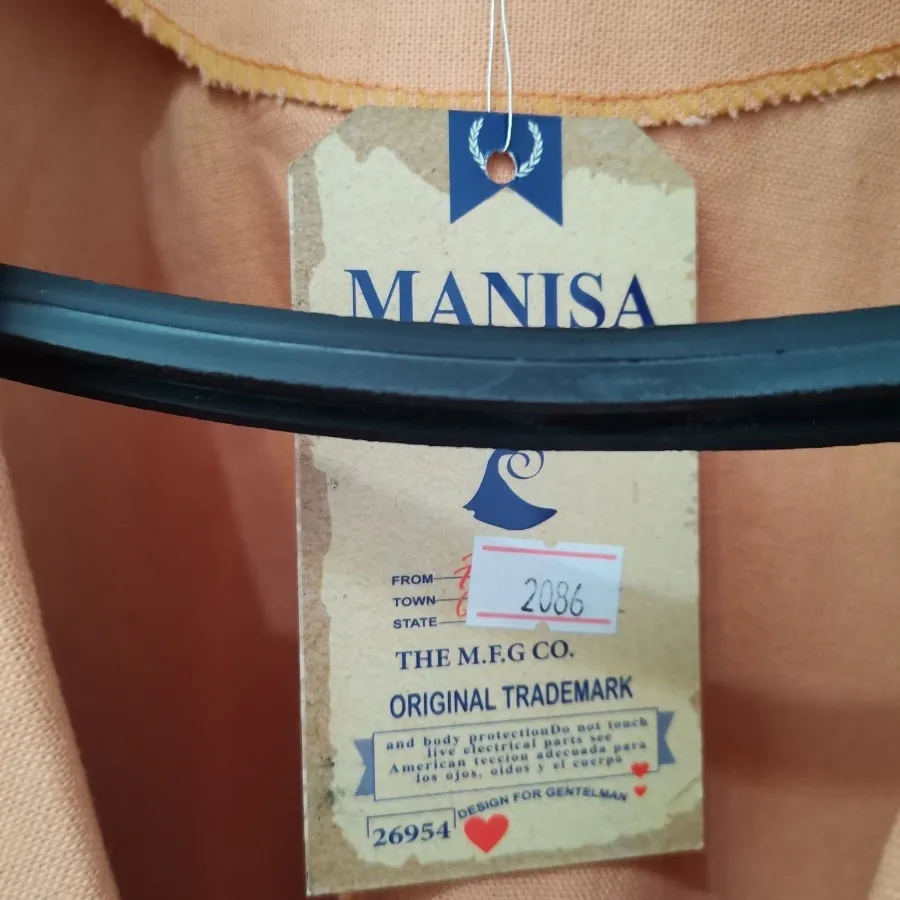 MANISA
FROM
2086
TOWN
STATE
THE M.F.G CO.
ORIGINAL TRADEMARK
and body protectionDo not touch
live electrical parts see
American teccion adecuada para
los ojos, oidos y el cuerpo
DESIGN FOR GENTELMAN
26954